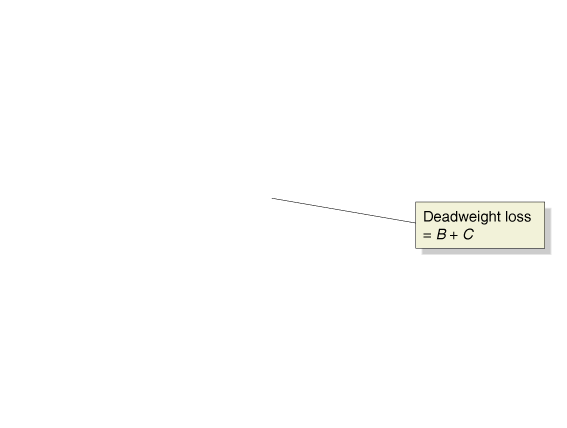 Deadweight loss
= B + C